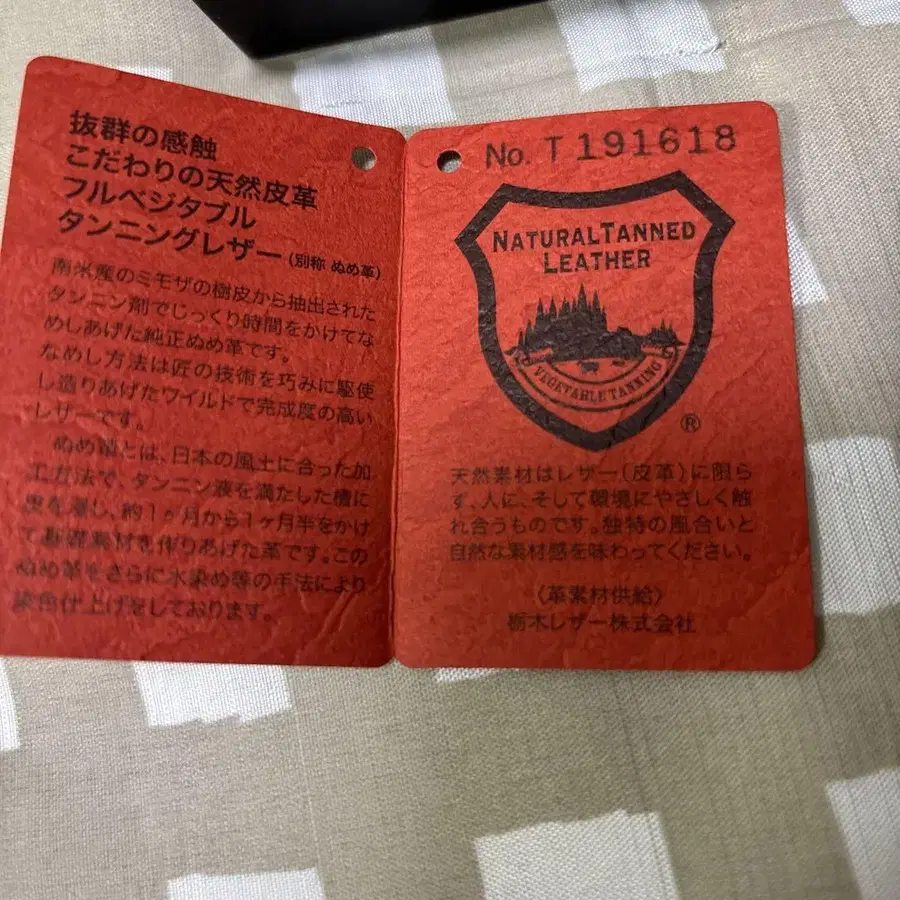 抜群の感触
こだわりの天然皮革
フルベジタブル
タンニングレザー(別称 ぬめ革)
南米産のミモザの樹皮から抽出された
タンニン剤でじっくり時間をかけてな
めしあげた純正ぬめ革です。
なめし方法は匠の技術を巧みに駆使
し造りあげたワイルドで完成度の高い
レザーです。
ぬめ革とは、日本の風土に合った加
工方法で、タンニン液を満たした槽に
皮を浸し、約1ヶ月から1ヶ月半をかけ
て 素材を作りあげた革です。この
ぬめ革をさらに水染め等の手法により
染色仕上げをしております。
No. T 191618
NATURAL TANNED
LEATHER
VEGETABLE TANNING
®
天然素材はレザー(皮革)に限ら
ず、人に、そして環境にやさしく触
れ合うものです。独特の風合いと
自然な素材感を味わってください。
〈革素材供給〉
栃木レザー株式会社